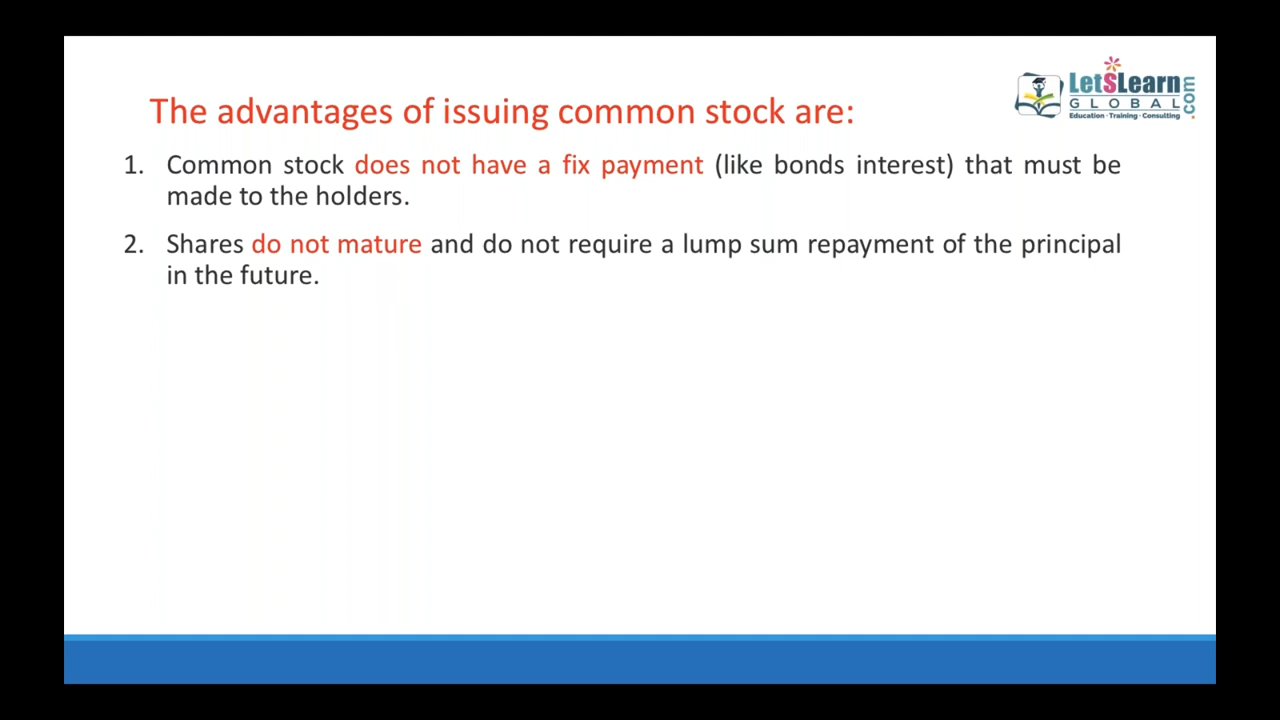 LetSLearn
GLOBAL
.com
Education · Training · Consulting
The advantages of issuing common stock are:
1. Common stock does not have a fix payment (like bonds interest) that must be
made to the holders.
2. Shares do not mature and do not require a lump sum repayment of the principal
in the future.